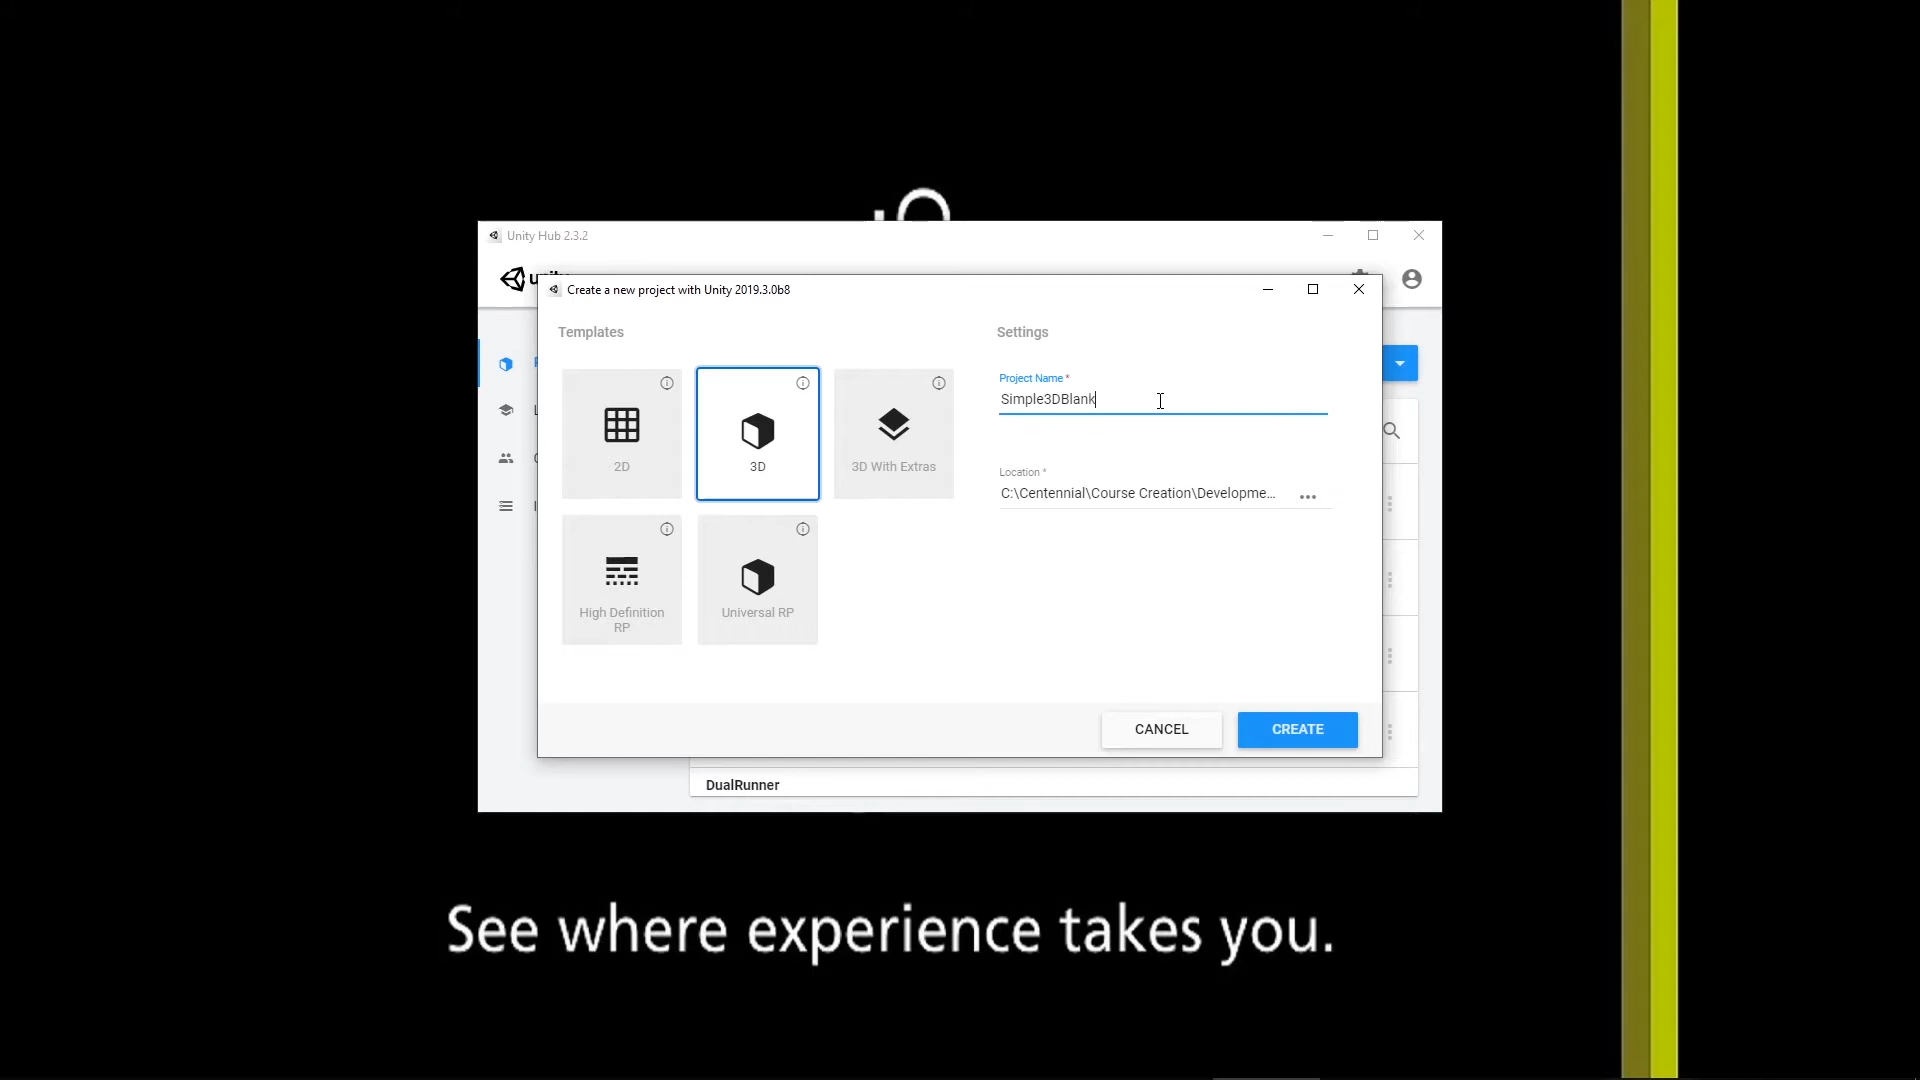 Unity Hub 2.3.2
Create a new project with Unity 2019.3.0b8
Templates
Settings
Project Name *
Simple3DBlank
2D
3D
3D With Extras
Location *
C:\Centennial\Course Creation\Developme...
High Definition
RP
Universal RP
CANCEL
CREATE
DualRunner
See where experience takes you.